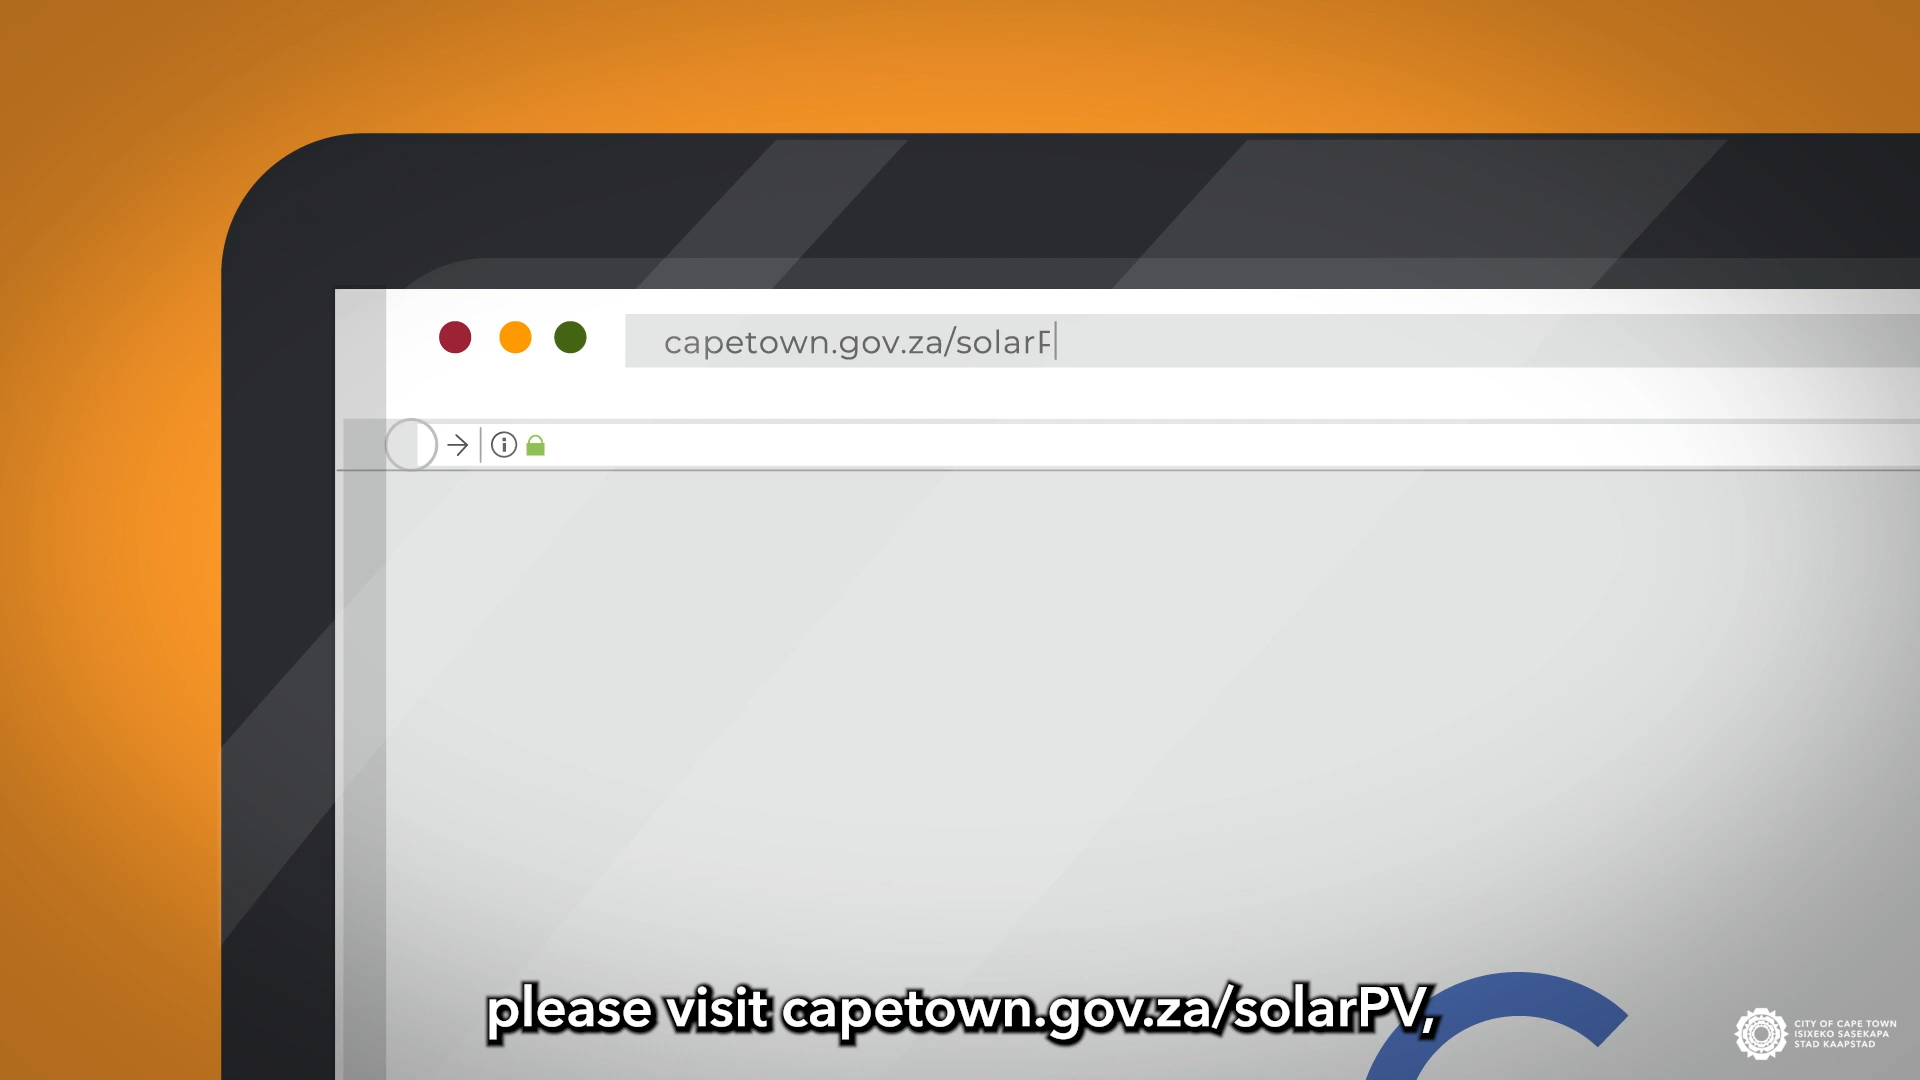 capetown.gov.za/solarP
please visit capetown.gov.za/solarPV,
CITY OF CAPE TOWN
ISIXEKO SASEKAPA
STAD KAAPSTAD